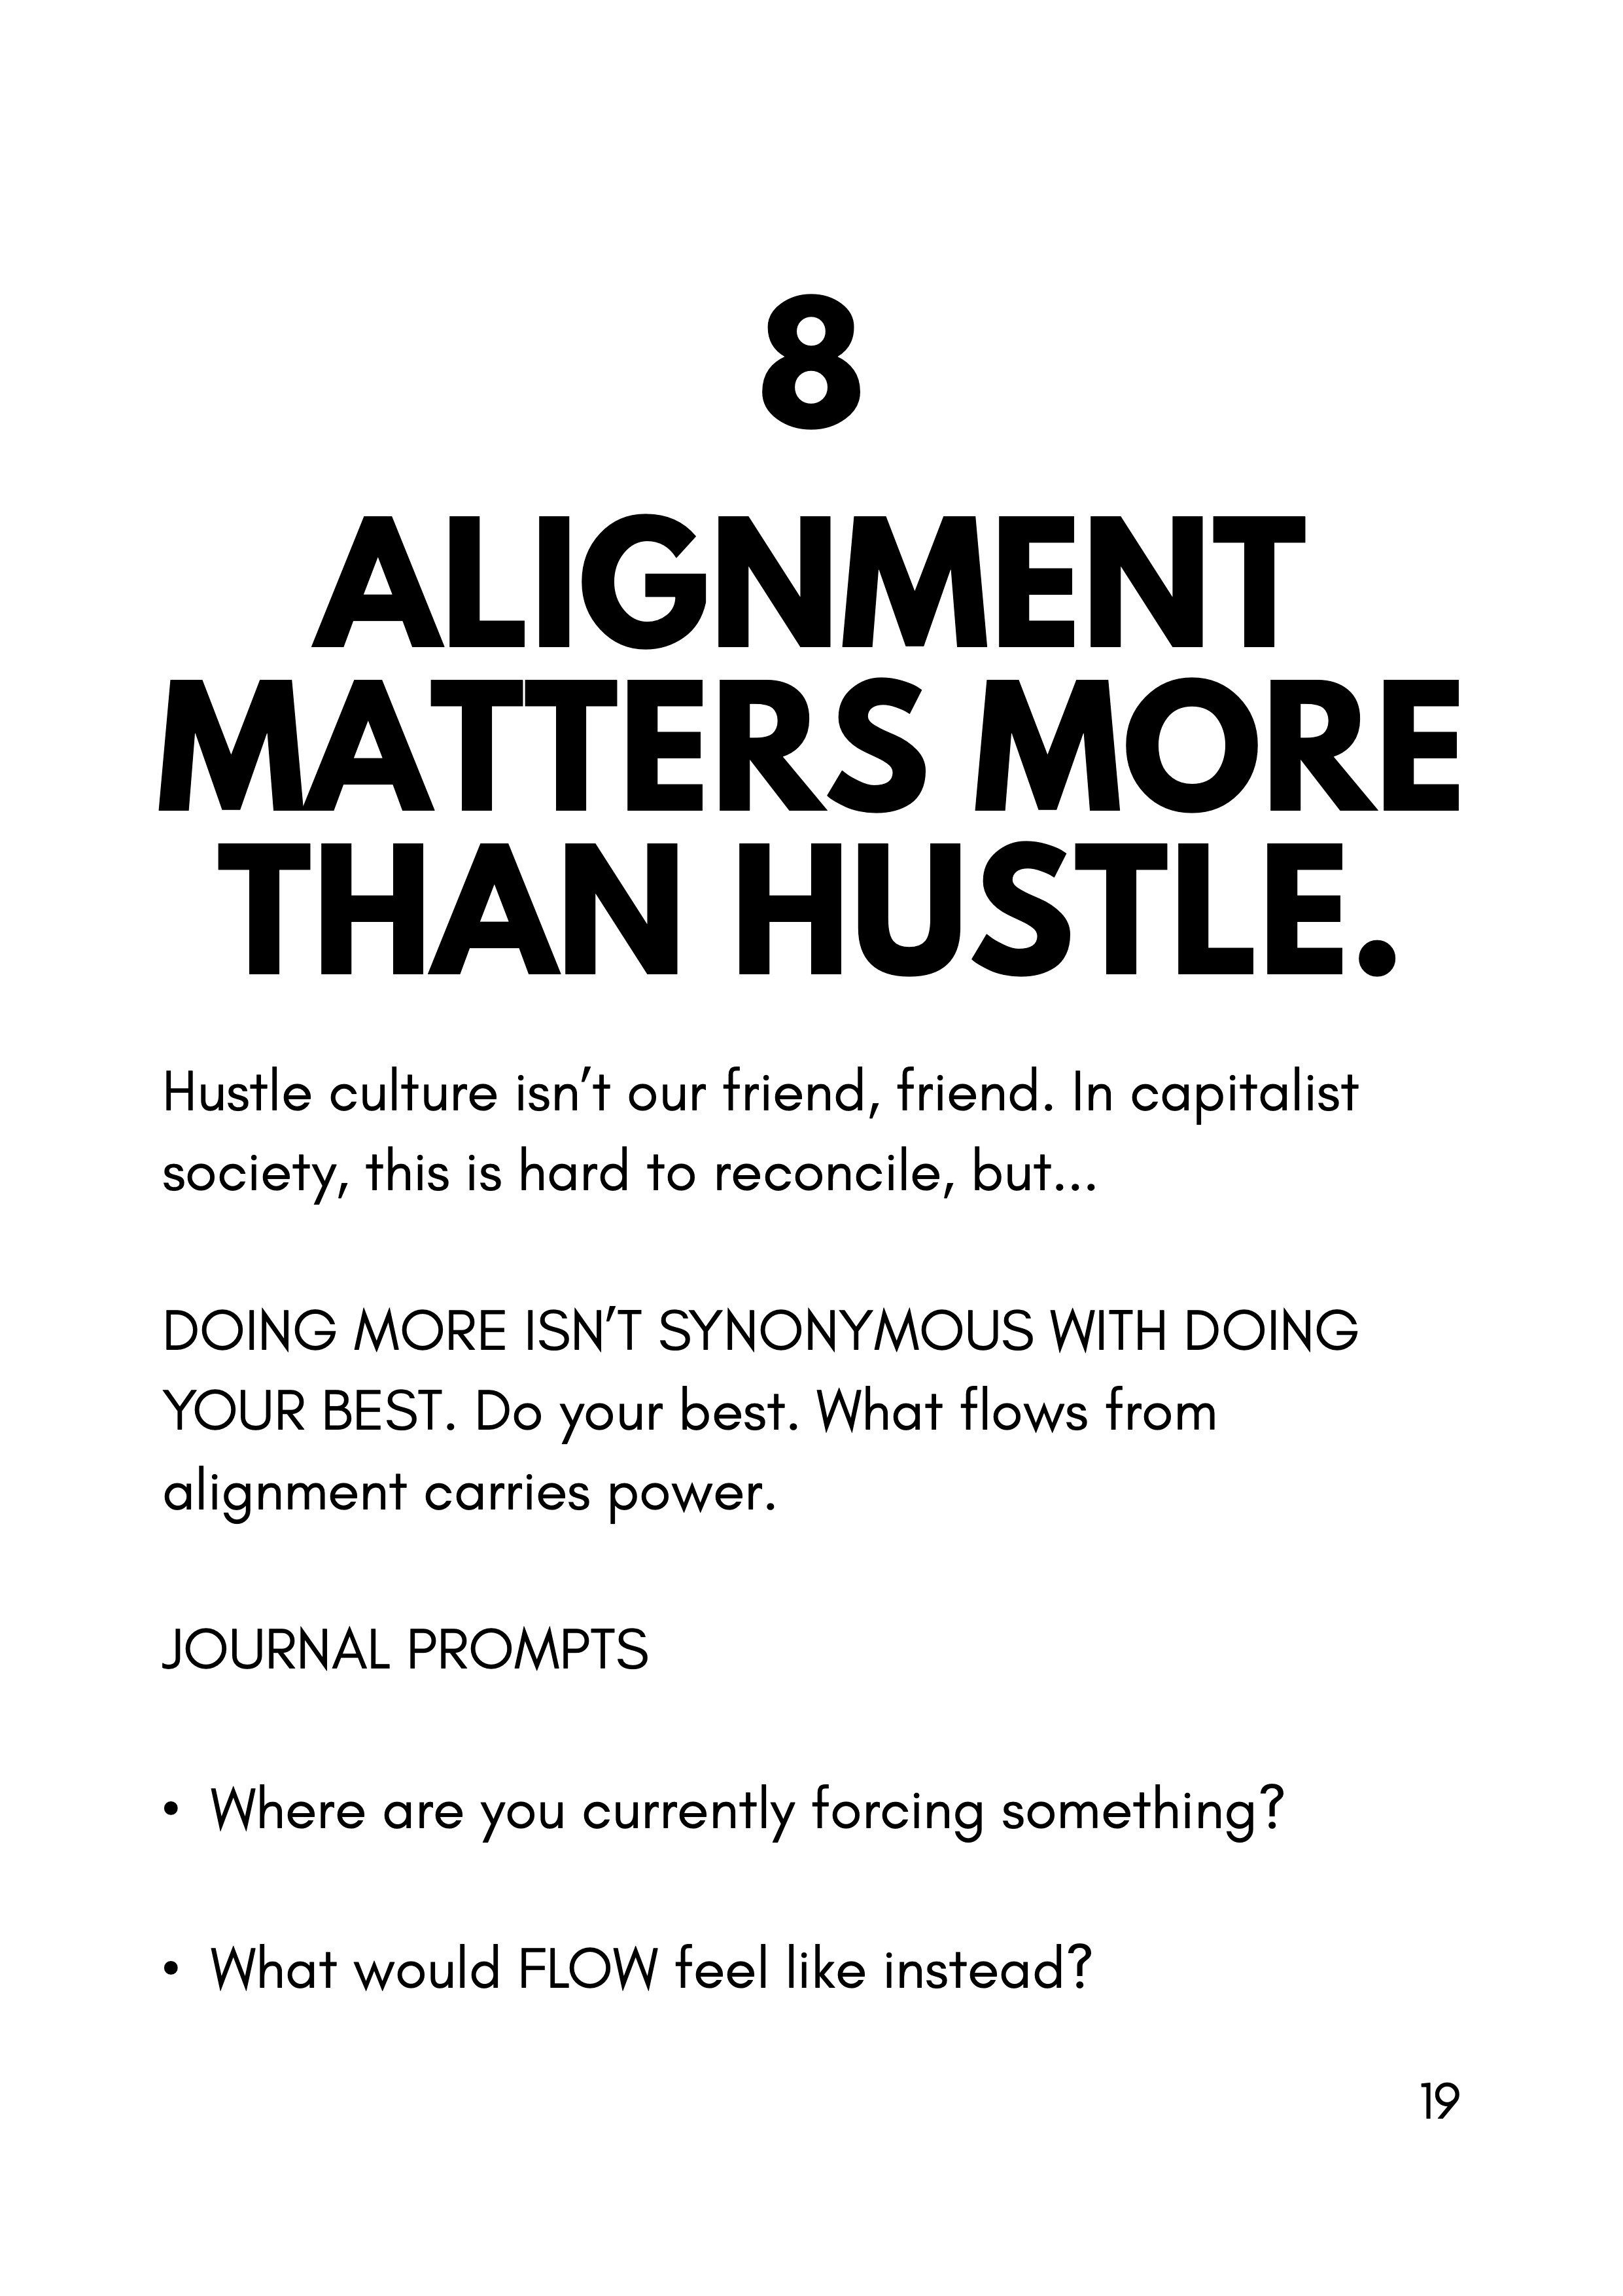 8
ALIGNMENT
MATTERS MORE
THAN HUSTLE.
Hustle culture isn’t our friend, friend. In capitalist
society, this is hard to reconcile, but...
DOING MORE ISN’T SYNONYMOUS WITH DOING
YOUR BEST. Do your best. What flows from
alignment carries power.
JOURNAL PROMPTS
• Where are you currently forcing something?
• What would FLOW feel like instead?
19